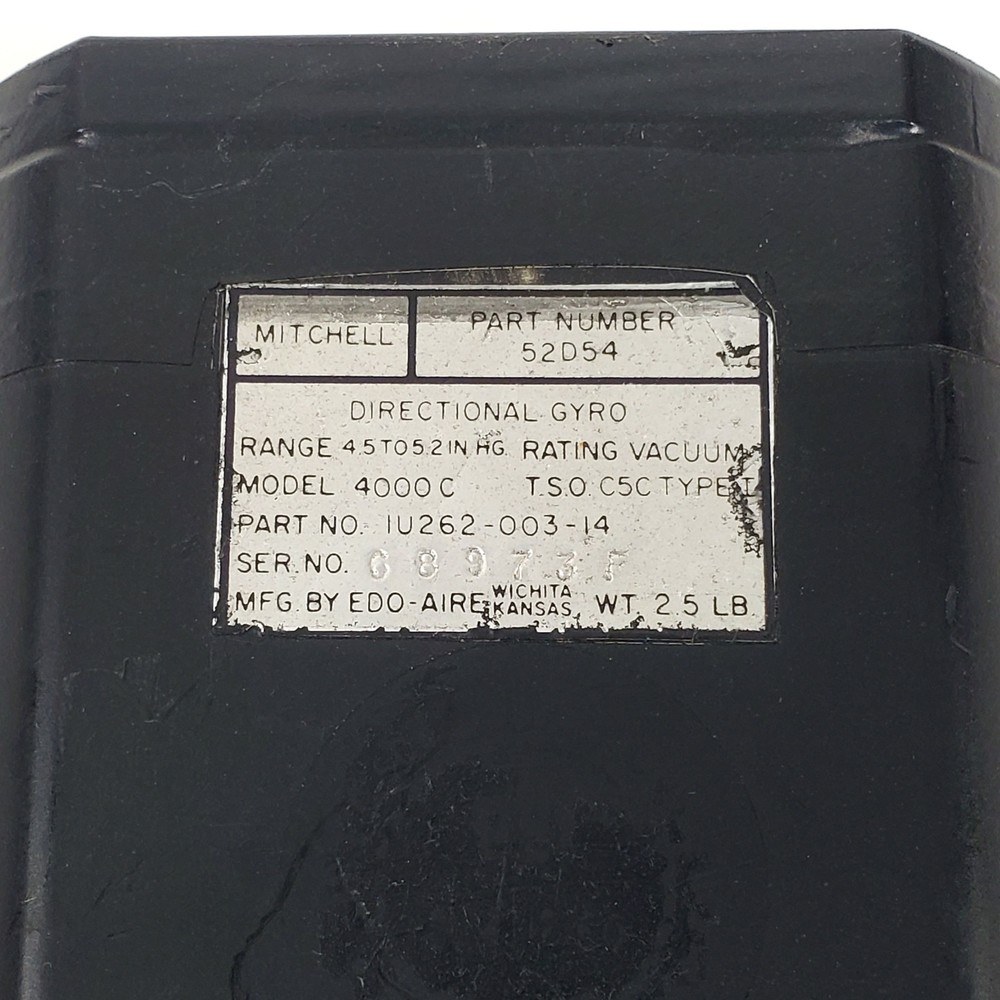 MITCHELL
PART NUMBER
52D54
DIRECTIONAL GYRO
RANGE 4.5 TO 5.2 IN. HG. RATING VACUUM
MODEL 4000C T.S.O. C5C TYPE I
PART NO. 1U262-003-14
SER. NO. 68973F
MFG. BY EDO-AIRE WICHITA KANSAS, WT. 2.5 LB.